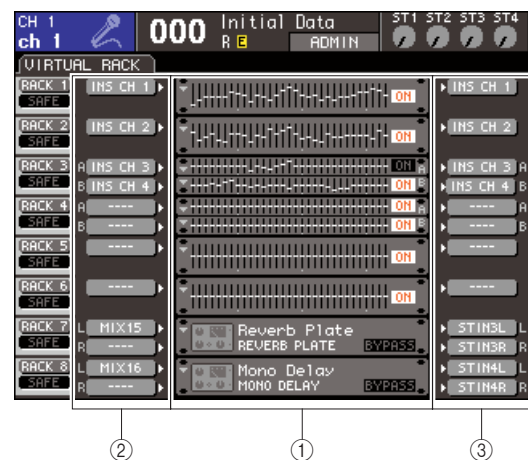 CH 1
ch 1
000
Initial Data
R E
ADMIN
ST1 ST2 ST3 ST4
VIRTUAL RACK
RACK 1 INS CH 1 ON INS CH 1
SAFE
RACK 2 INS CH 2 ON INS CH 2
SAFE
RACK 3 A INS CH 3 ON A INS CH 3 A
SAFE B INS CH 4 ON B INS CH 4 B
RACK 4 A ---- ON A ---- A
SAFE B ---- ON B ---- B
RACK 5 ---- ON ----
SAFE
RACK 6 ---- ON ----
SAFE
RACK 7 L MIX15 Reverb Plate STIN3L L
SAFE R ---- REVERB PLATE BYPASS STIN3R R
RACK 8 L MIX16 Mono Delay STIN4L L
SAFE R ---- MONO DELAY BYPASS STIN4R R
② ① ③